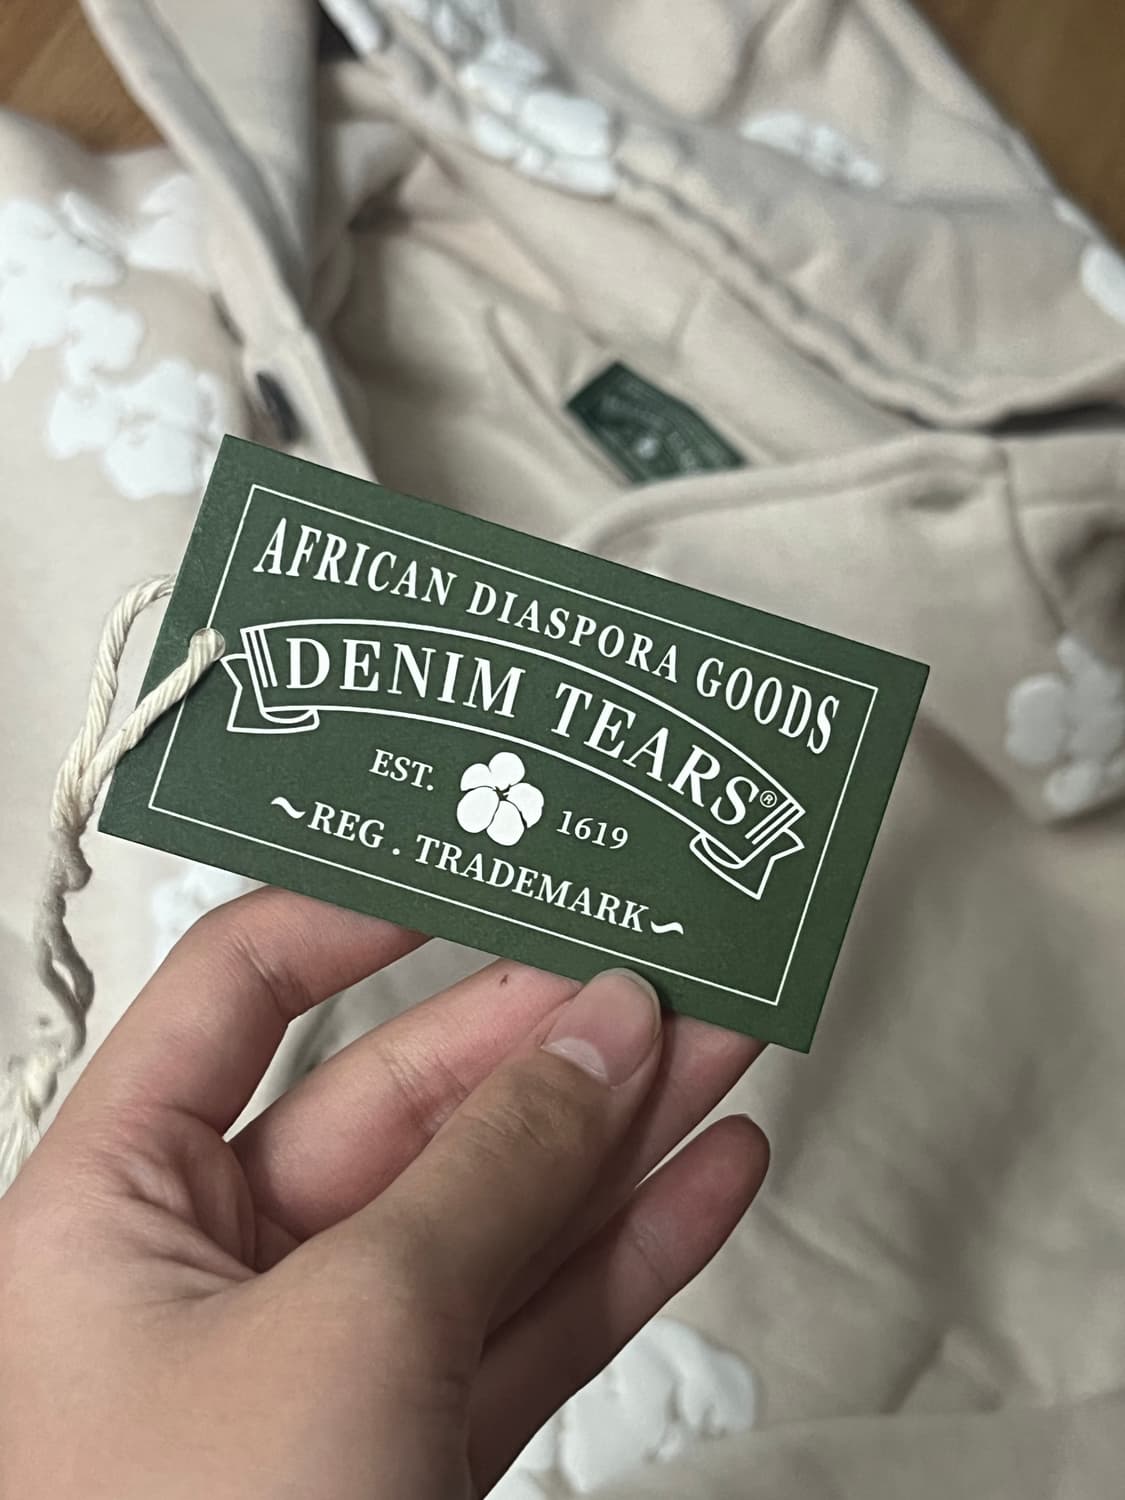 AFRICAN DIASPORA GOODS
DENIM TEARS®
EST. 1619
~REG. TRADEMARK~